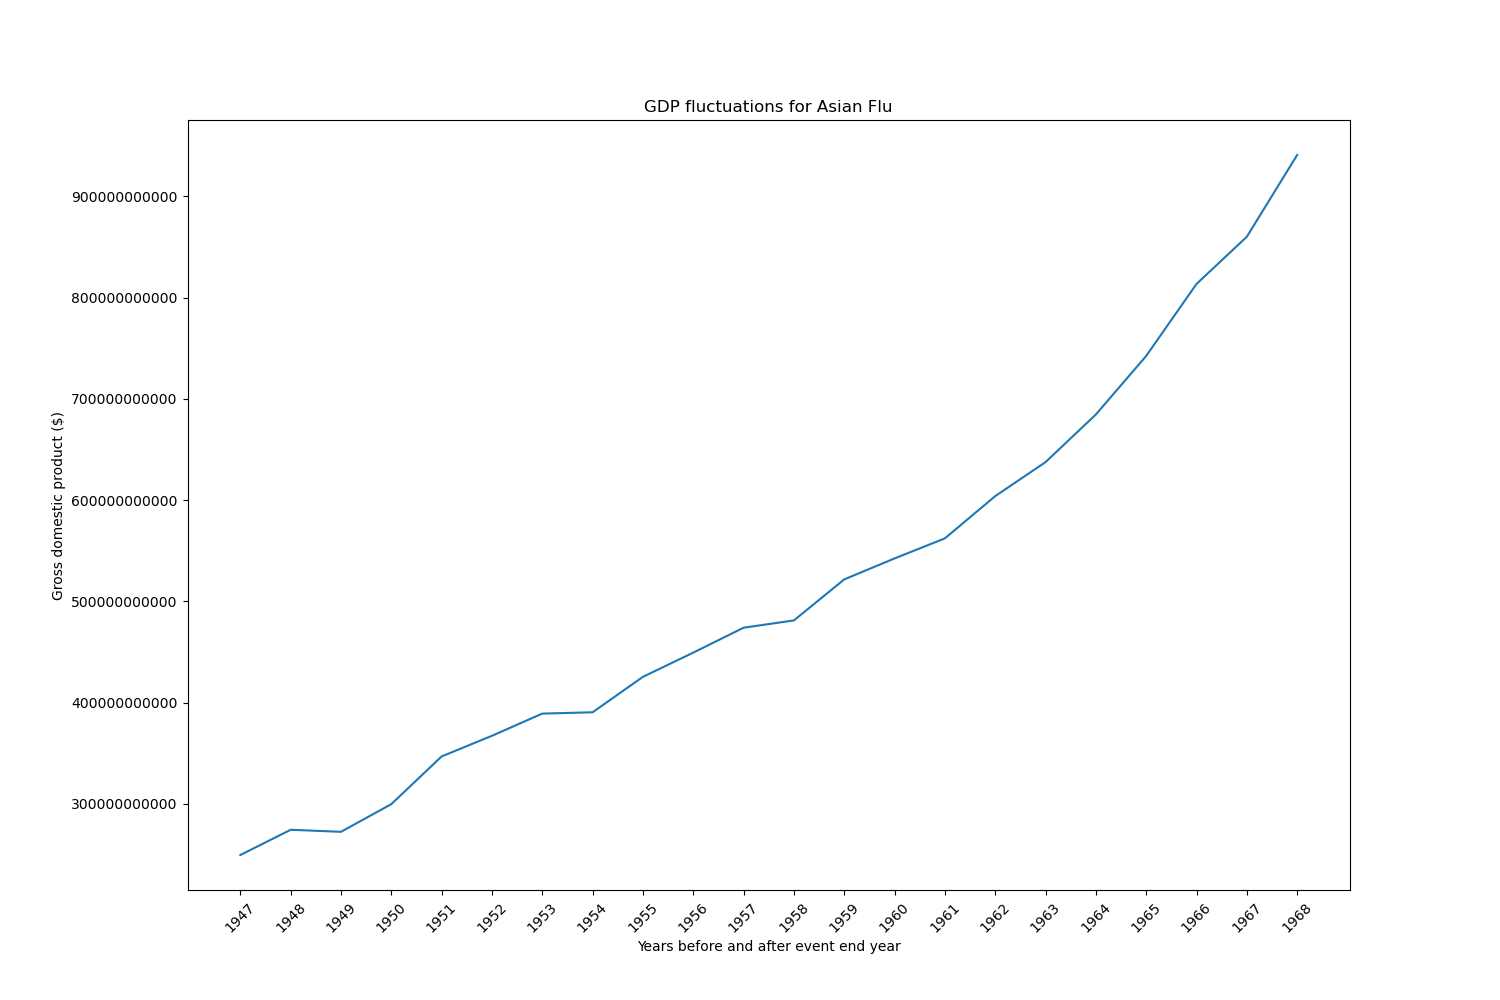 GDP fluctuations for Asian Flu
Gross domestic product ($)
900000000000
800000000000
700000000000
600000000000
500000000000
400000000000
300000000000
1947 1948 1949 1950 1951 1952 1953 1954 1955 1956 1957 1958 1959 1960 1961 1962 1963 1964 1965 1966 1967 1968
Years before and after event end year